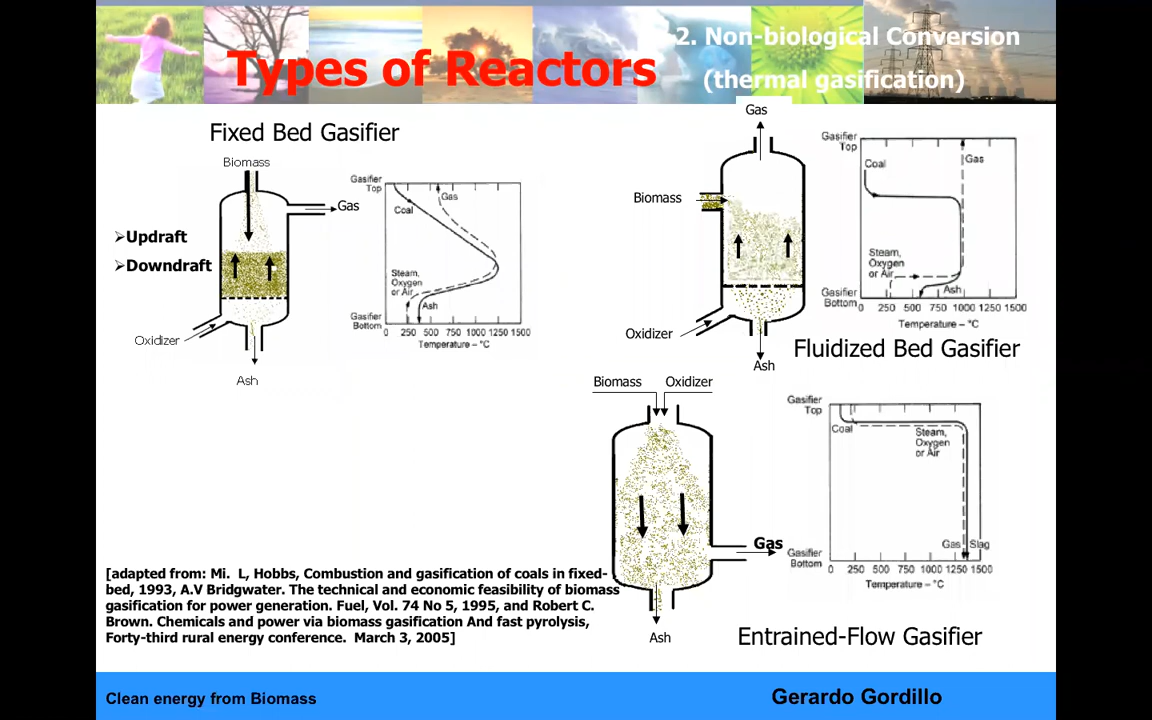 Types of Reactors
2. Non-biological Conversion
(thermal gasification)
Fixed Bed Gasifier
Biomass
Gas
➢Updraft
➢Downdraft
Oxidizer
Ash
Gasifier
Top
Gas
Coal
Steam,
Oxygen
or Air
Ash
Gasifier
Bottom
0 250 500 750 1000 1250 1500
Temperature – °C
Gas
Biomass
Oxidizer
Ash
Gasifier
Top
Coal
Gas
Steam,
Oxygen
or Air
Ash
Gasifier
Bottom
0 250 500 750 1000 1250 1500
Temperature – °C
Fluidized Bed Gasifier
Biomass Oxidizer
Gas
Ash
Gasifier
Top
Coal
Steam,
Oxygen
or Air
Gas Slag
Gasifier
Bottom
0 250 500 750 1000 1250 1500
Temperature – °C
Entrained-Flow Gasifier
[adapted from: Mi. L, Hobbs, Combustion and gasification of coals in fixed-
bed, 1993, A.V Bridgwater. The technical and economic feasibility of biomass
gasification for power generation. Fuel, Vol. 74 No 5, 1995, and Robert C.
Brown. Chemicals and power via biomass gasification And fast pyrolysis,
Forty-third rural energy conference. March 3, 2005]
Clean energy from Biomass
Gerardo Gordillo